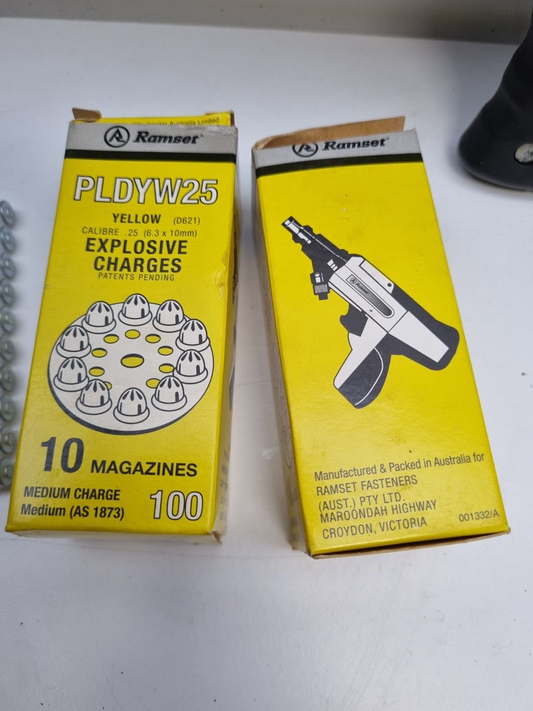 Ramset
PLDYW25
YELLOW (D621)
CALIBRE .25 (6.3 x 10mm)
EXPLOSIVE
CHARGES
PATENTS PENDING
10 MAGAZINES
MEDIUM CHARGE
Medium (AS 1873)
100
Ramset
Ramset
Manufactured & Packed in Australia for
RAMSET FASTENERS
(AUST.) PTY LTD.
MAROONDAH HIGHWAY
CROYDON, VICTORIA
001332/A